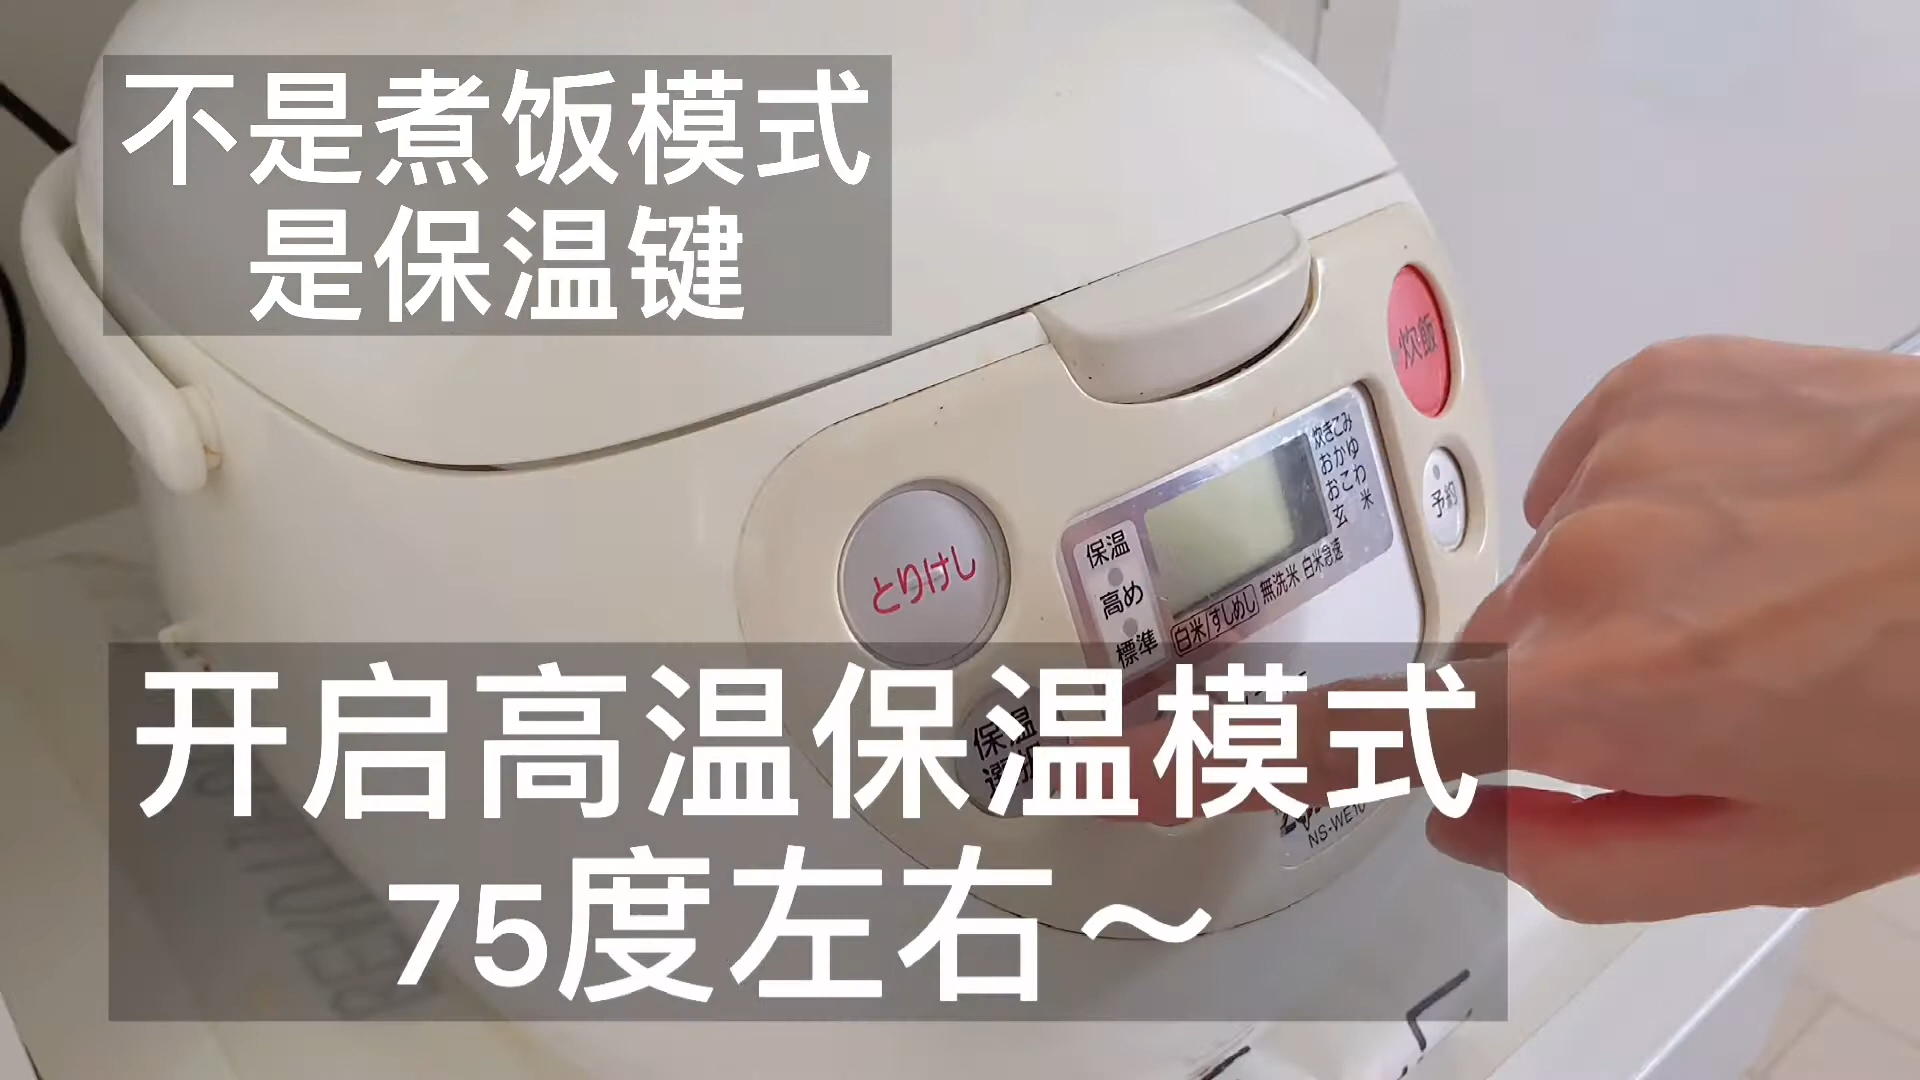 不是煮饭模式
是保温键
炊飯
炊きこみ
おかゆ
おこわ
玄米
予約
保温
高め
標準
白米/すしめし 無洗米 白米急速
とりけし
开启高温保温模式
保温
75度左右～
NS-WE10